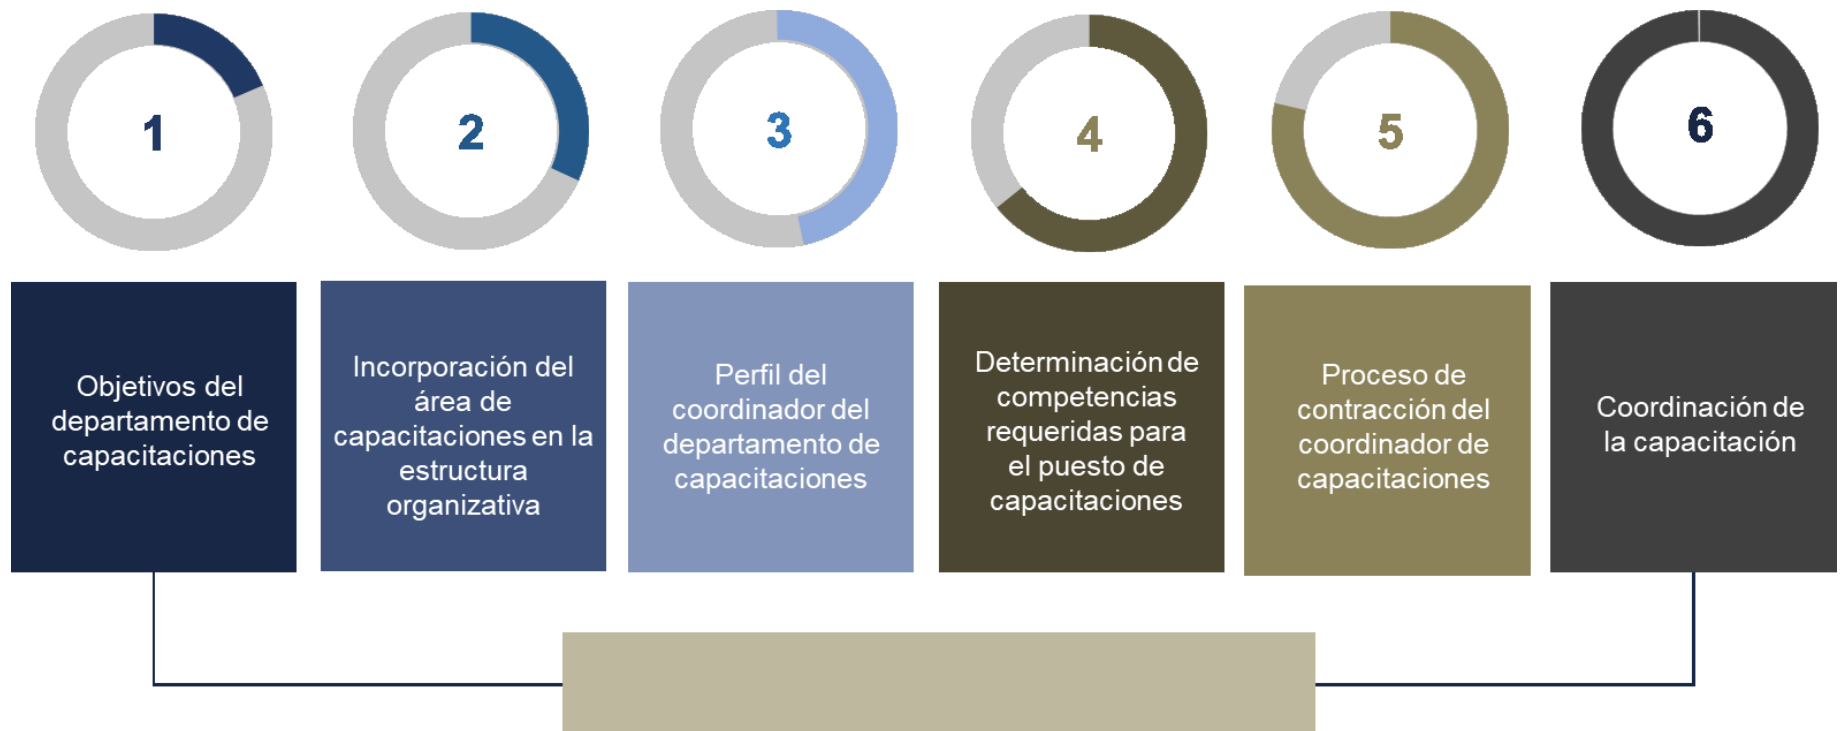 1
2
3
4
5
6
Objetivos del
departamento de
capacitaciones
Incorporación del
área de
capacitaciones en la
estructura
organizativa
Perfil del
coordinador del
departamento de
capacitaciones
Determinación de
competencias
requeridas para
el puesto de
capacitaciones
Proceso de
contracción del
coordinador de
capacitaciones
Coordinación de
la capacitación